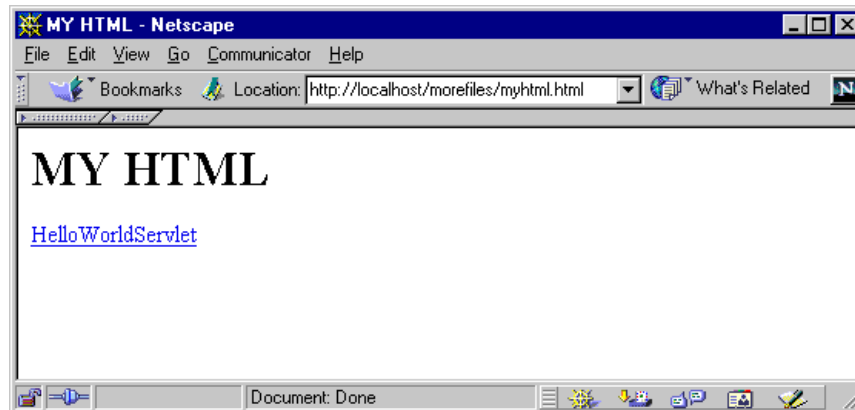 MY HTML - Netscape
File Edit View Go Communicator Help
Bookmarks Location: http://localhost/morefiles/myhtml.html What's Related N
MY HTML
HelloWorldServlet
Document: Done